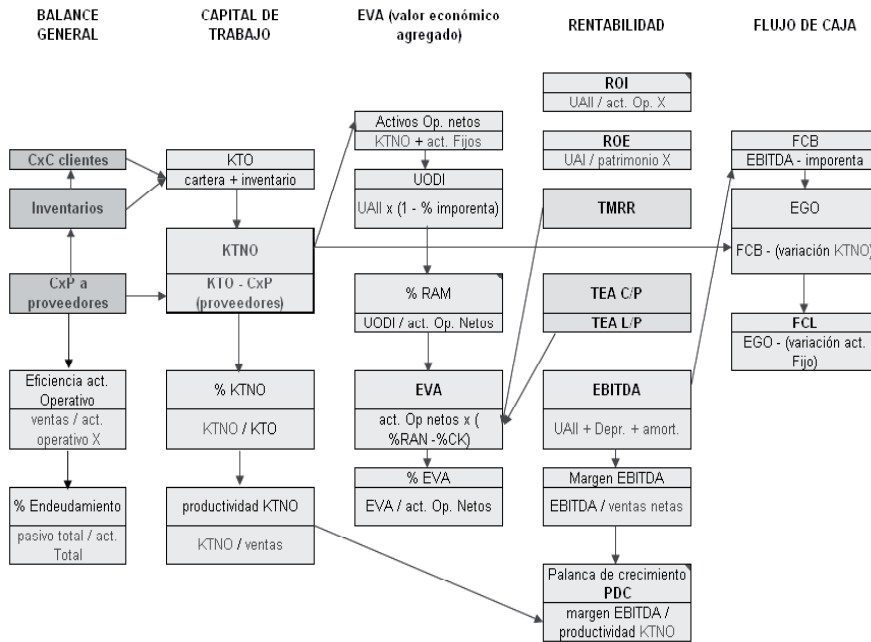 BALANCE
GENERAL
CAPITAL DE
TRABAJO
EVA (valor económico
agregado)
RENTABILIDAD
FLUJO DE CAJA
CxC clientes
Inventarios
CxP a
proveedores
Eficiencia act.
Operativo
ventas / act.
operativo X
% Endeudamiento
pasivo total / act.
Total
KTO
cartera + inventario
KTNO
KTO - CxP
(proveedores)
% KTNO
KTNO / KTO
productividad KTNO
KTNO / ventas
Activos Op. netos
KTNO + act. Fijos
UODI
UAII x (1 - % imporenta)
% RAM
UODI / act. Op. Netos
EVA
act. Op netos x (
%RAN -%CK)
% EVA
EVA / act. Op. Netos
ROI
UAII / act. Op. X
ROE
UAI / patrimonio X
TMRR
TEA C/P
TEA L/P
EBITDA
UAII + Depr. + amort.
Margen EBITDA
EBITDA / ventas netas
Palanca de crecimiento
PDC
margen EBITDA /
productividad KTNO
FCB
EBITDA - imporenta
EGO
FCB - (variación KTNO)
FCL
EGO - (variación act.
Fijo)